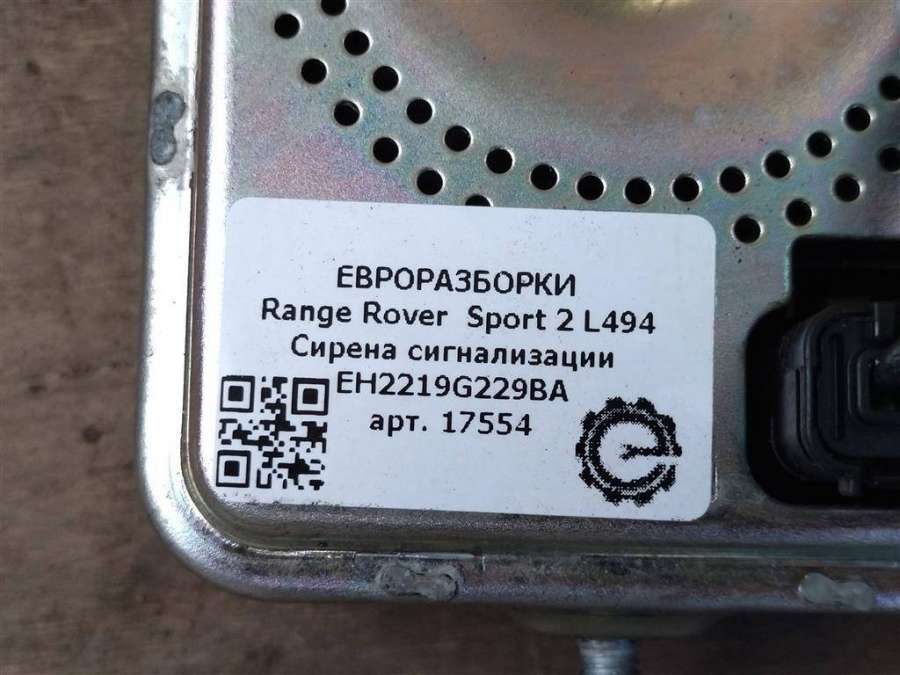 ЕВРОРАЗБОРКИ
Range Rover Sport 2 L494
Сирена сигнализации
EH2219G229BA
арт. 17554